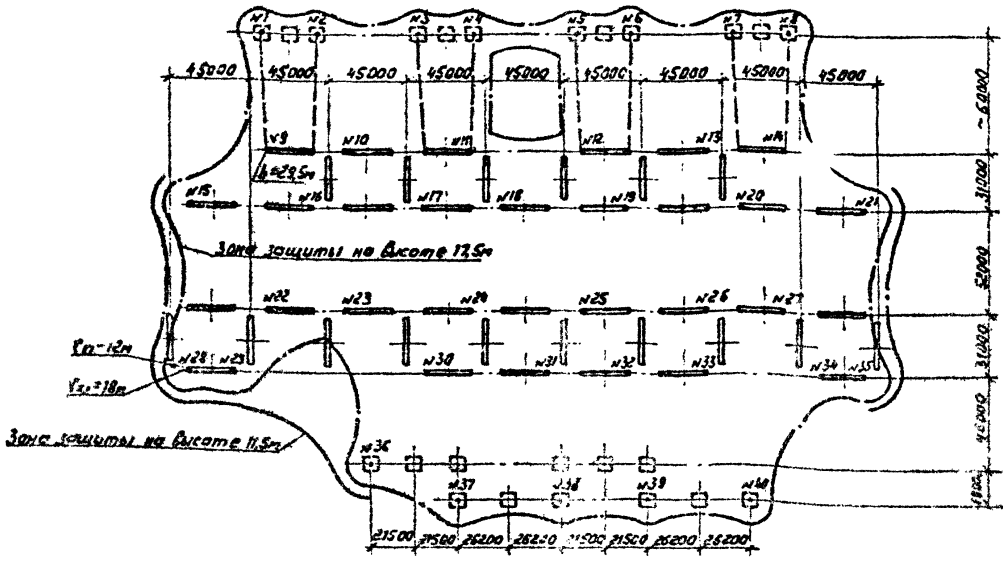 N1 N2 N3 N4 N5 N6 N7 N8
45000 45000 45000 45000 45000 45000 45000 45000 45000
~60000
N9 N10 N11 N12 N13 N14
h=29,5м
31000
N15 N16 N17 N18 N19 N20 N21
Зона защиты на высоте 17,5м
52000
N22 N23 N24 N25 N26 N27
31000
N28 N29 N30 N31 N32 N33 N34 N35
Зона защиты на высоте 11,5м
N36
N37 N38 N39 N40
21500 21500 26200 26200 21500 21500 26200 26200